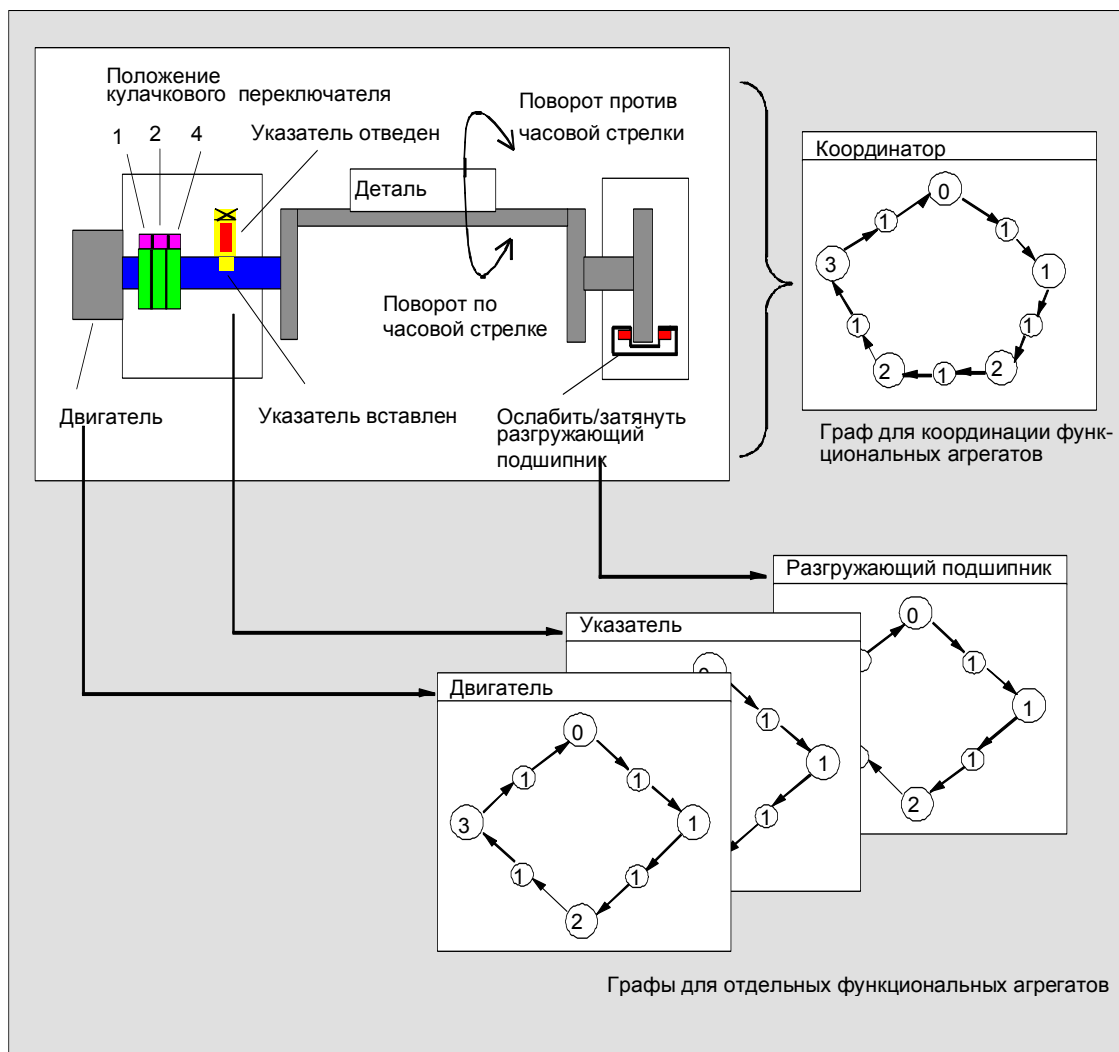 Положение
кулачкового переключателя
1 2 4
Указатель отведен
Поворот против
часовой стрелки
Деталь
Поворот по
часовой стрелке
Двигатель
Указатель вставлен
Ослабить/затянуть
разгружающий
подшипник
Координатор
0
1
1
3
1
1
1
2
1
2
Граф для координации функ-
циональных агрегатов
Разгружающий подшипник
0
1
1
1
2
Указатель
1
1
1
Двигатель
0
1
1
3
1
1
1
2
Графы для отдельных функциональных агрегатов